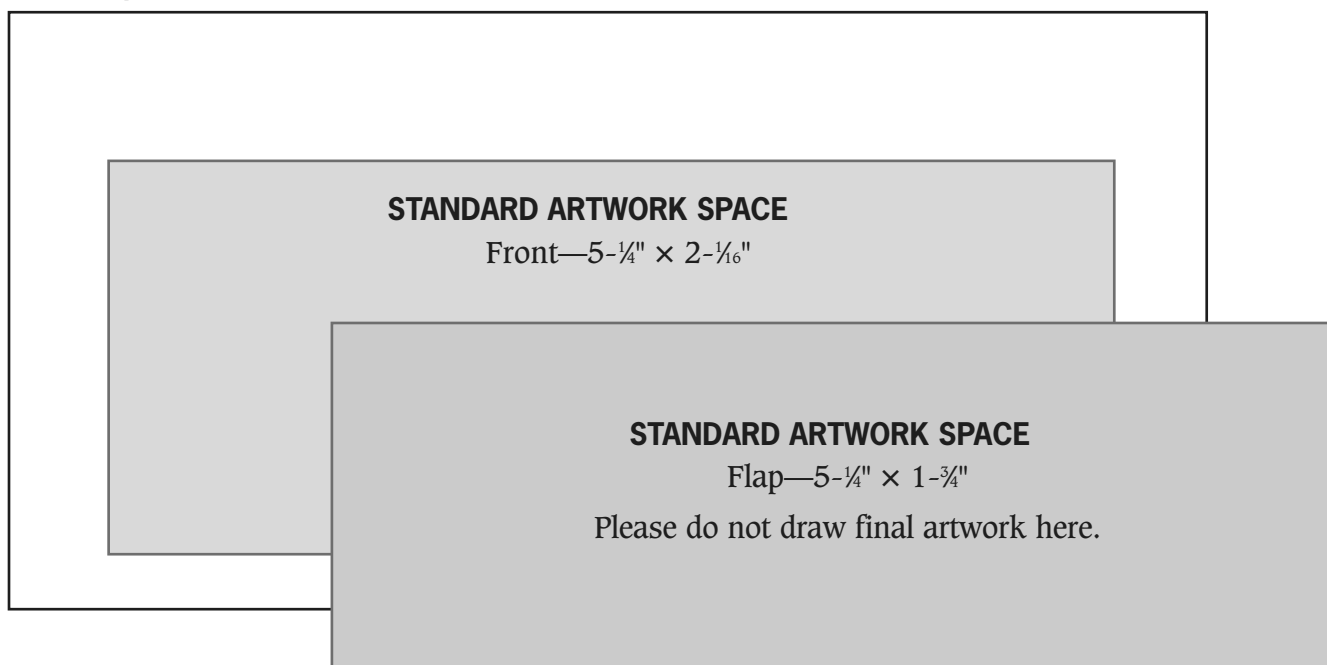 STANDARD ARTWORK SPACE
Front—5-¼" × 2-¹⁄₁₆"
STANDARD ARTWORK SPACE
Flap—5-¼" × 1-¾"
Please do not draw final artwork here.